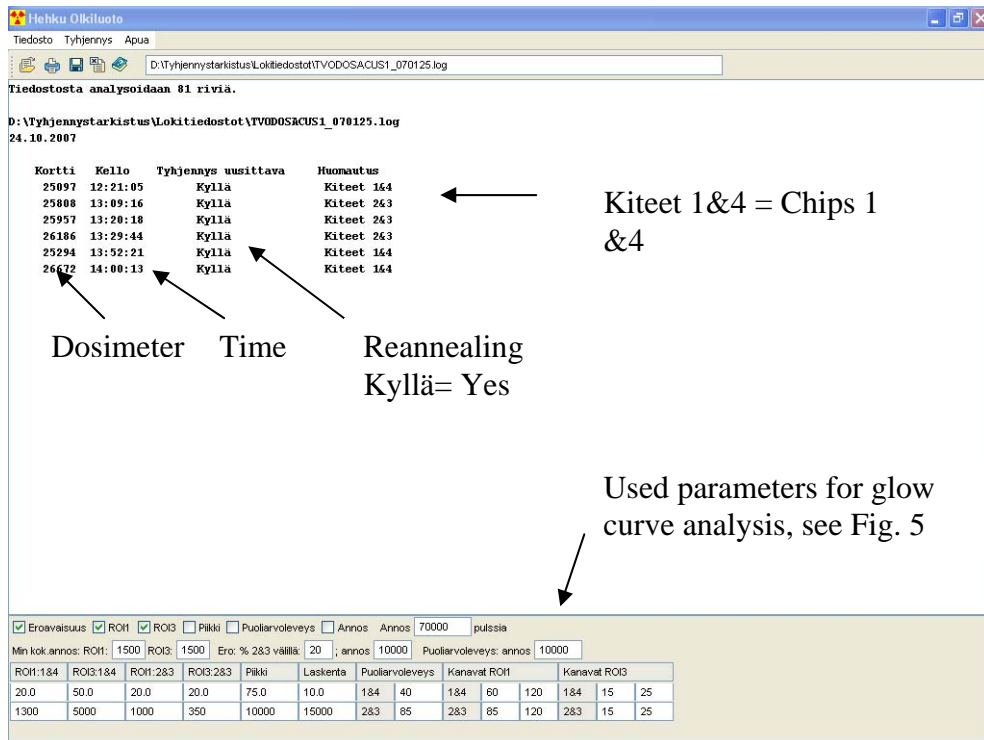 Hehku Olkiluoto
Tiedosto Tyhjennys Apua
D:\Tyhjennystarkistus\Lokitiedostot\TVODOSACUS1_070125.log
Tiedostosta analysoidaan 81 riviä.
D:\Tyhjennystarkistus\Lokitiedostot\TVODOSACUS1_070125.log
24.10.2007
Kortti Kello Tyhjennys uusittava Huomautus
25097 12:21:05 Kyllä Kiteet 1&4
25808 13:09:16 Kyllä Kiteet 2&3
25957 13:20:18 Kyllä Kiteet 2&3
26186 13:29:44 Kyllä Kiteet 2&3
25294 13:52:21 Kyllä Kiteet 1&4
26672 14:00:13 Kyllä Kiteet 1&4
Kiteet 1&4 = Chips 1
&4
Dosimeter Time Reannealing
Kyllä= Yes
Used parameters for glow
curve analysis, see Fig. 5
Eroavaisuus ROI1 ROI3 Piikki Puoliarvoleveys Annos Annos 70000 pulssia
Min kok.annos: ROI1: 1500 ROI3: 1500 Ero: % 2&3 välillä: 20 ; annos 10000 Puoliarvoleveys: annos 10000
ROI1:1&4 ROI3:1&4 ROI1:2&3 ROI3:2&3 Piikki Laskenta Puoliarvoleveys Kanavat ROI1 Kanavat ROI3
20.0 50.0 20.0 20.0 75.0 10.0 1&4 40 1&4 60 120 1&4 15 25
1300 5000 1000 350 10000 15000 2&3 85 2&3 85 120 2&3 15 25